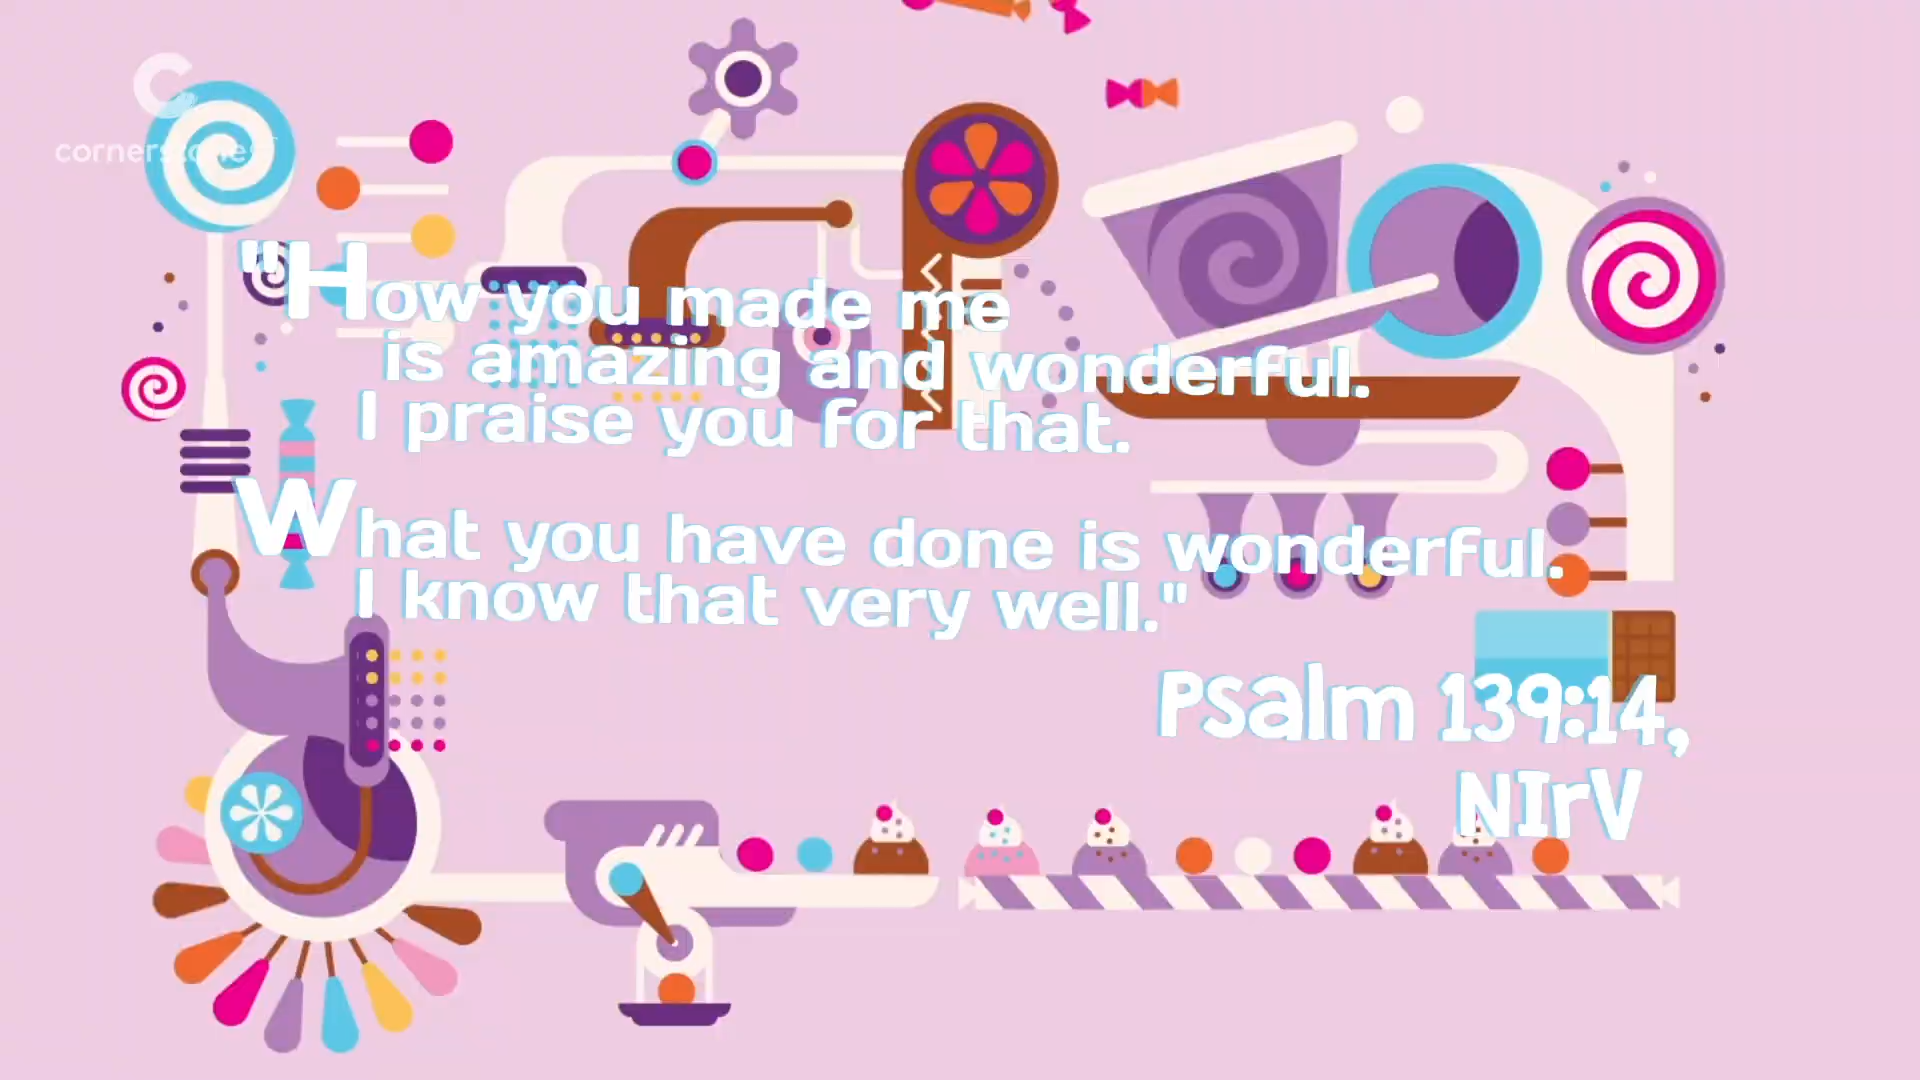 cornerstone
"How you made me
is amazing and wonderful.
I praise you for that.
What you have done is wonderful.
I know that very well."
Psalm 139:14,
NIrV